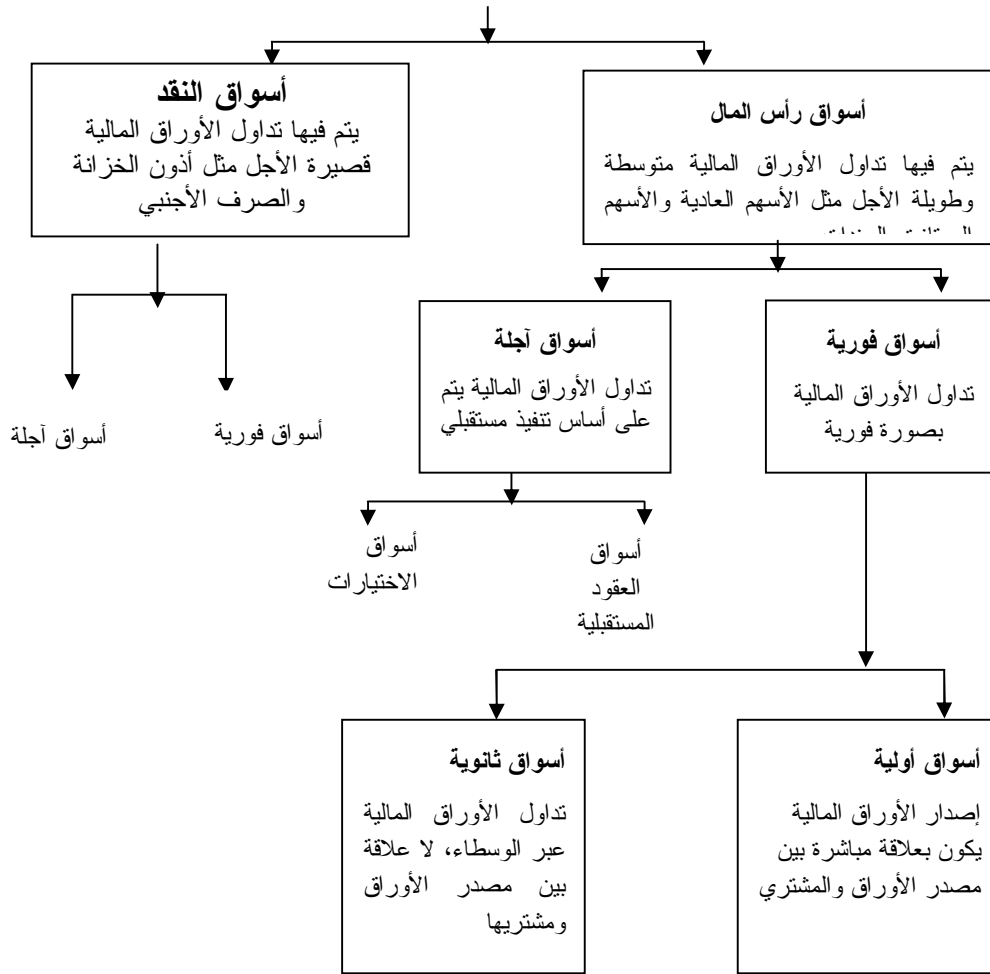 أسواق رأس المال
يتم فيها تداول الأوراق المالية متوسطة
وطويلة الأجل مثل الأسهم العادية والأسهم
أسواق النقد
يتم فيها تداول الأوراق المالية
قصيرة الأجل مثل أذون الخزانة
والصرف الأجنبي
أسواق فورية
تداول الأوراق المالية
بصورة فورية
أسواق آجلة
تداول الأوراق المالية يتم
على أساس تنفيذ مستقبلي
أسواق فورية
أسواق آجلة
أسواق
العقود
المستقبلية
أسواق
الاختيارات
أسواق أولية
إصدار الأوراق المالية
يكون بعلاقة مباشرة بين
مصدر الأوراق والمشتري
أسواق ثانوية
تداول الأوراق المالية
عبر الوسطاء، لا علاقة
بين مصدر الأوراق
ومشتريها